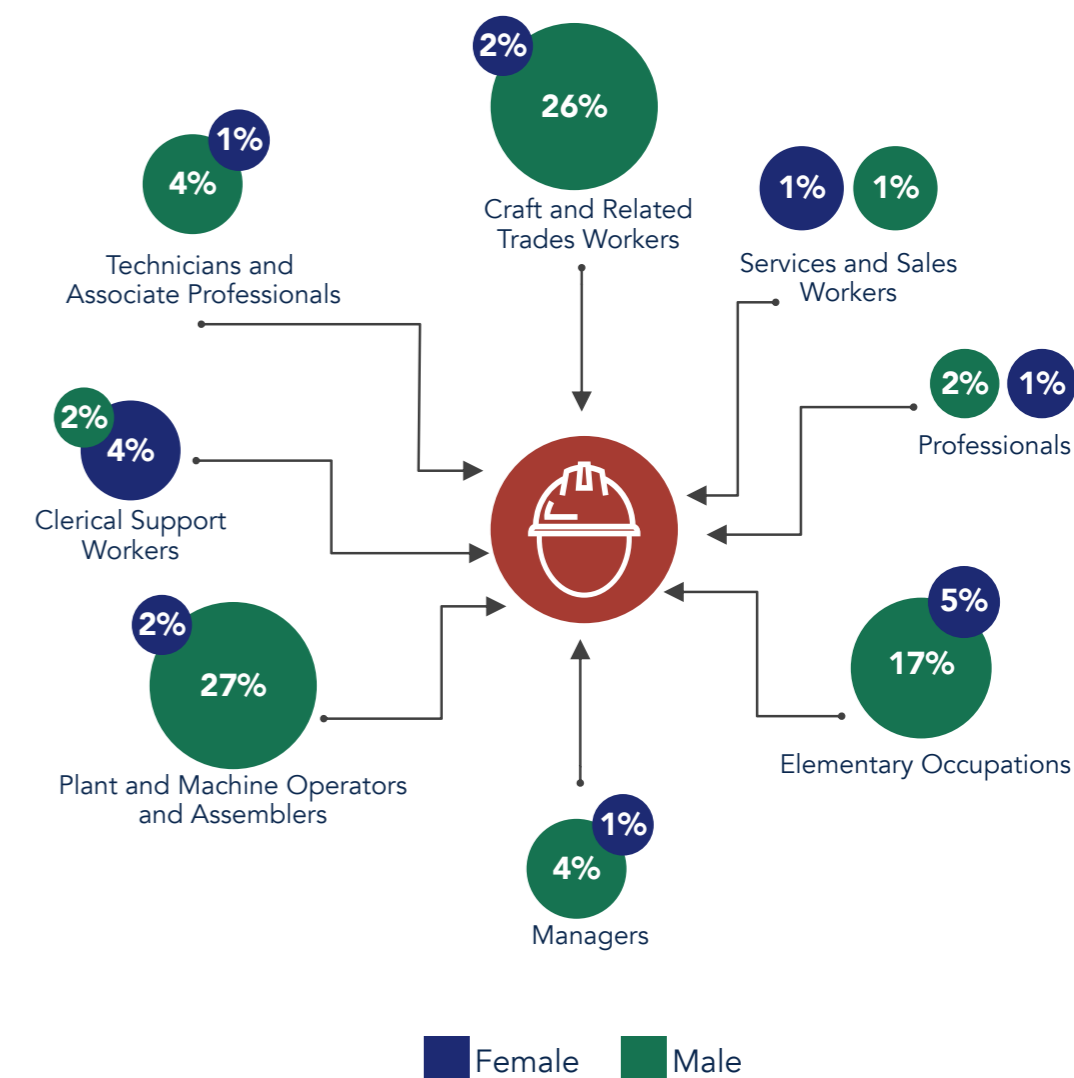 2%
26%
Craft and Related
Trades Workers
1%
4%
Technicians and
Associate Professionals
1%
1%
Services and Sales
Workers
2%
1%
Professionals
2%
4%
Clerical Support
Workers
5%
17%
Elementary Occupations
2%
27%
Plant and Machine Operators
and Assemblers
1%
4%
Managers
Female
Male